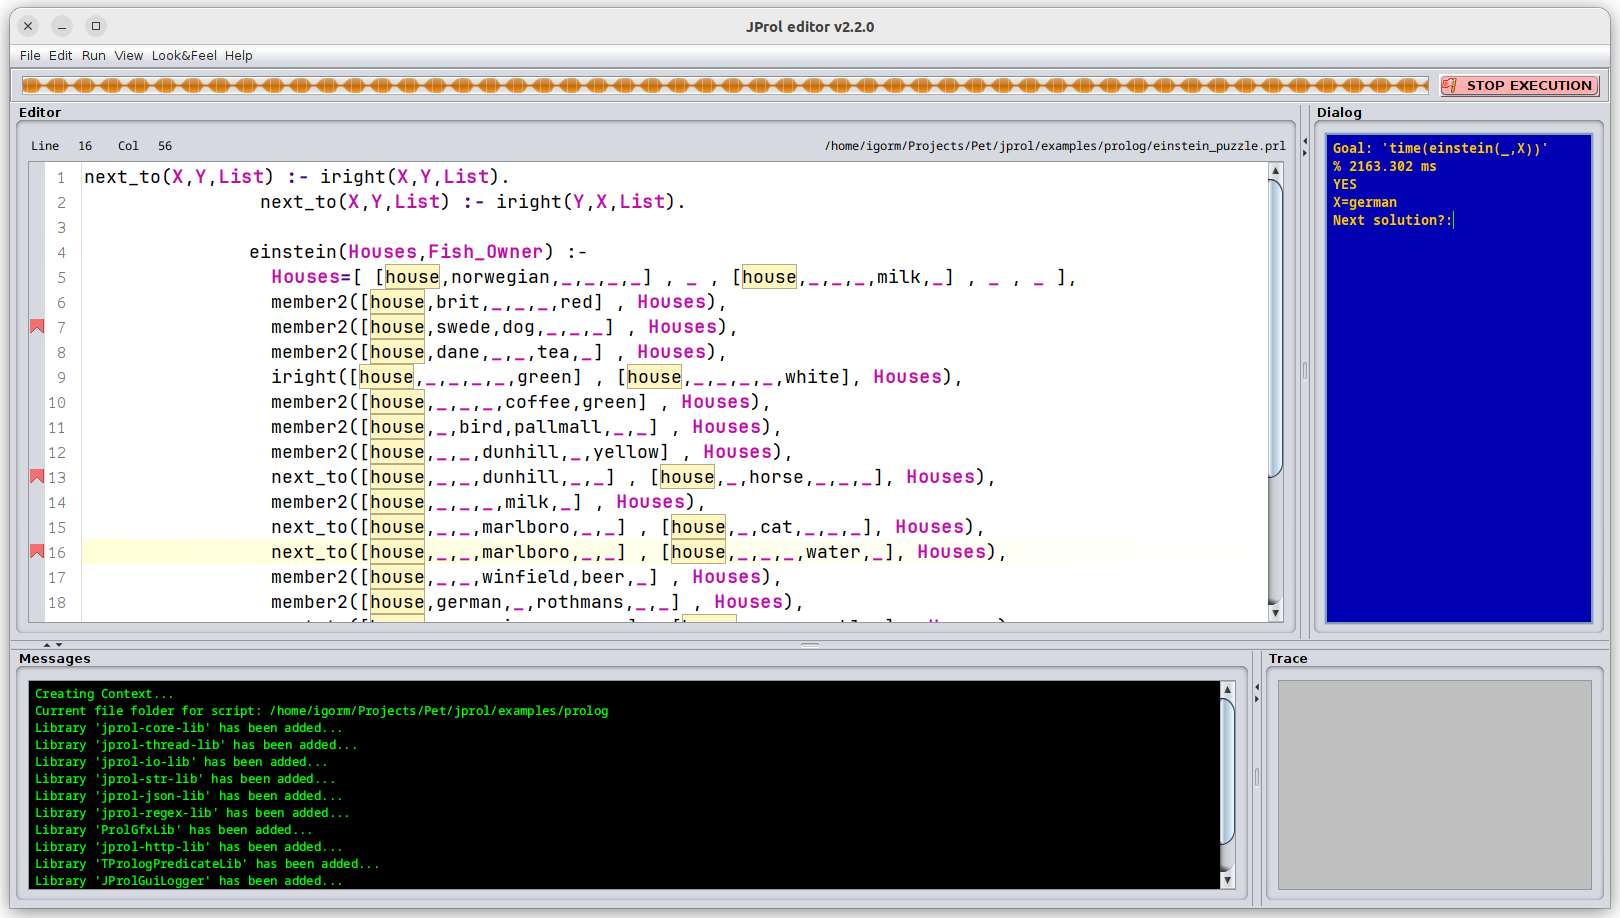 JProl editor v2.2.0
File Edit Run View Look&Feel Help
STOP EXECUTION
Editor
Line 16 Col 56 /home/igorm/Projects/Pet/jprol/examples/prolog/einstein_puzzle.prl
1 next_to(X,Y,List) :- iright(X,Y,List).
2 next_to(X,Y,List) :- iright(Y,X,List).
3
4 einstein(Houses,Fish_Owner) :-
5 Houses=[ [house,norwegian,_,_,_,_] , _ , [house,_,_,_,milk,_] , _ , _ ],
6 member2([house,brit,_,_,_,red] , Houses),
7 member2([house,swede,dog,_,_,_] , Houses),
8 member2([house,dane,_,_,tea,_] , Houses),
9 iright([house,_,_,_,_,green] , [house,_,_,_,_,white], Houses),
10 member2([house,_,_,_,coffee,green] , Houses),
11 member2([house,_,bird,pallmall,_,_] , Houses),
12 member2([house,_,_,dunhill,_,yellow] , Houses),
13 next_to([house,_,_,dunhill,_,_] , [house,_,horse,_,_,_], Houses),
14 member2([house,_,_,_,milk,_] , Houses),
15 next_to([house,_,_,marlboro,_,_] , [house,_,cat,_,_,_], Houses),
16 next_to([house,_,_,marlboro,_,_] , [house,_,_,_,water,_], Houses),
17 member2([house,_,_,winfield,beer,_] , Houses),
18 member2([house,german,_,rothmans,_,_] , Houses),
Dialog
Goal: 'time(einstein(_,X))'
% 2163.302 ms
YES
X=german
Next solution?:
Messages
Creating Context...
Current file folder for script: /home/igorm/Projects/Pet/jprol/examples/prolog
Library 'jprol-core-lib' has been added...
Library 'jprol-thread-lib' has been added...
Library 'jprol-io-lib' has been added...
Library 'jprol-str-lib' has been added...
Library 'jprol-json-lib' has been added...
Library 'jprol-regex-lib' has been added...
Library 'ProlGfxLib' has been added...
Library 'jprol-http-lib' has been added...
Library 'TPrologPredicateLib' has been added...
Library 'JProlGuiLogger' has been added...
Trace